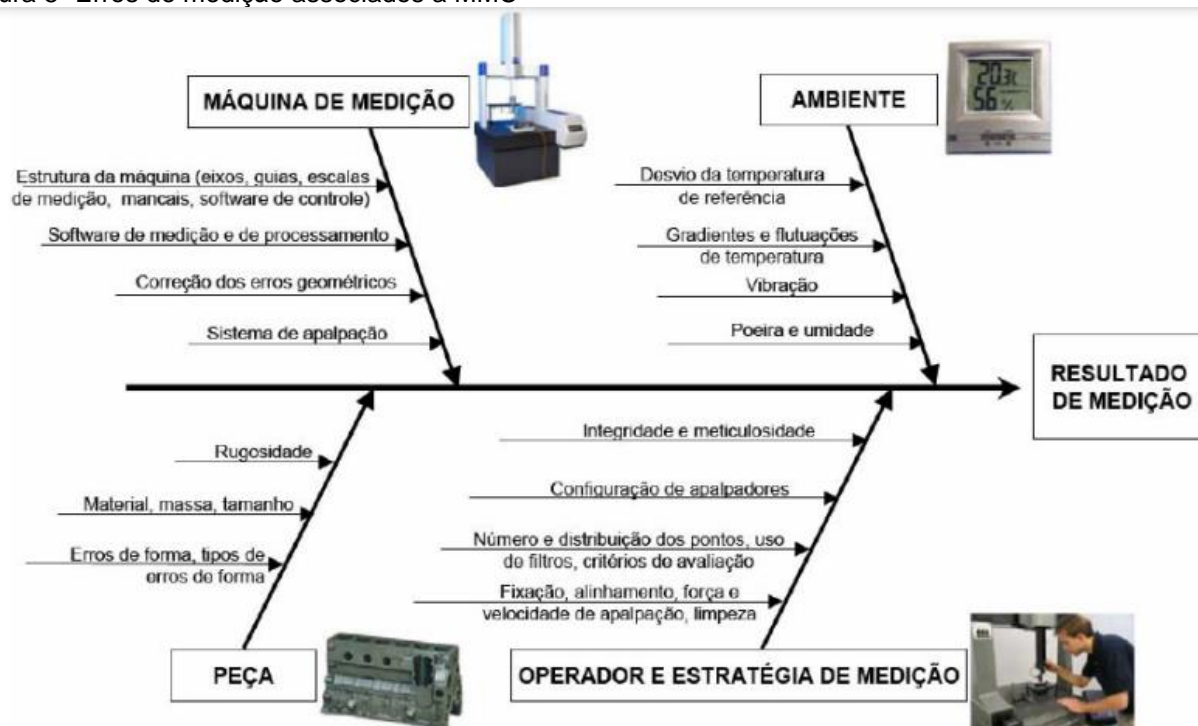 MÁQUINA DE MEDIÇÃO
Estrutura da máquina (eixos, guias, escalas
de medição, mancais, software de controle)
Software de medição e de processamento
Correção dos erros geométricos
Sistema de apalpação
AMBIENTE
20.3c
56 %
Desvio da temperatura
de referência
Gradientes e flutuações
de temperatura
Vibração
Poeira e umidade
RESULTADO
DE MEDIÇÃO
Rugosidade
Material, massa, tamanho
Erros de forma, tipos de
erros de forma
PEÇA
Integridade e meticulosidade
Configuração de apalpadores
Número e distribuição dos pontos, uso
de filtros, critérios de avaliação
Fixação, alinhamento, força e
velocidade de apalpação, limpeza
OPERADOR E ESTRATÉGIA DE MEDIÇÃO